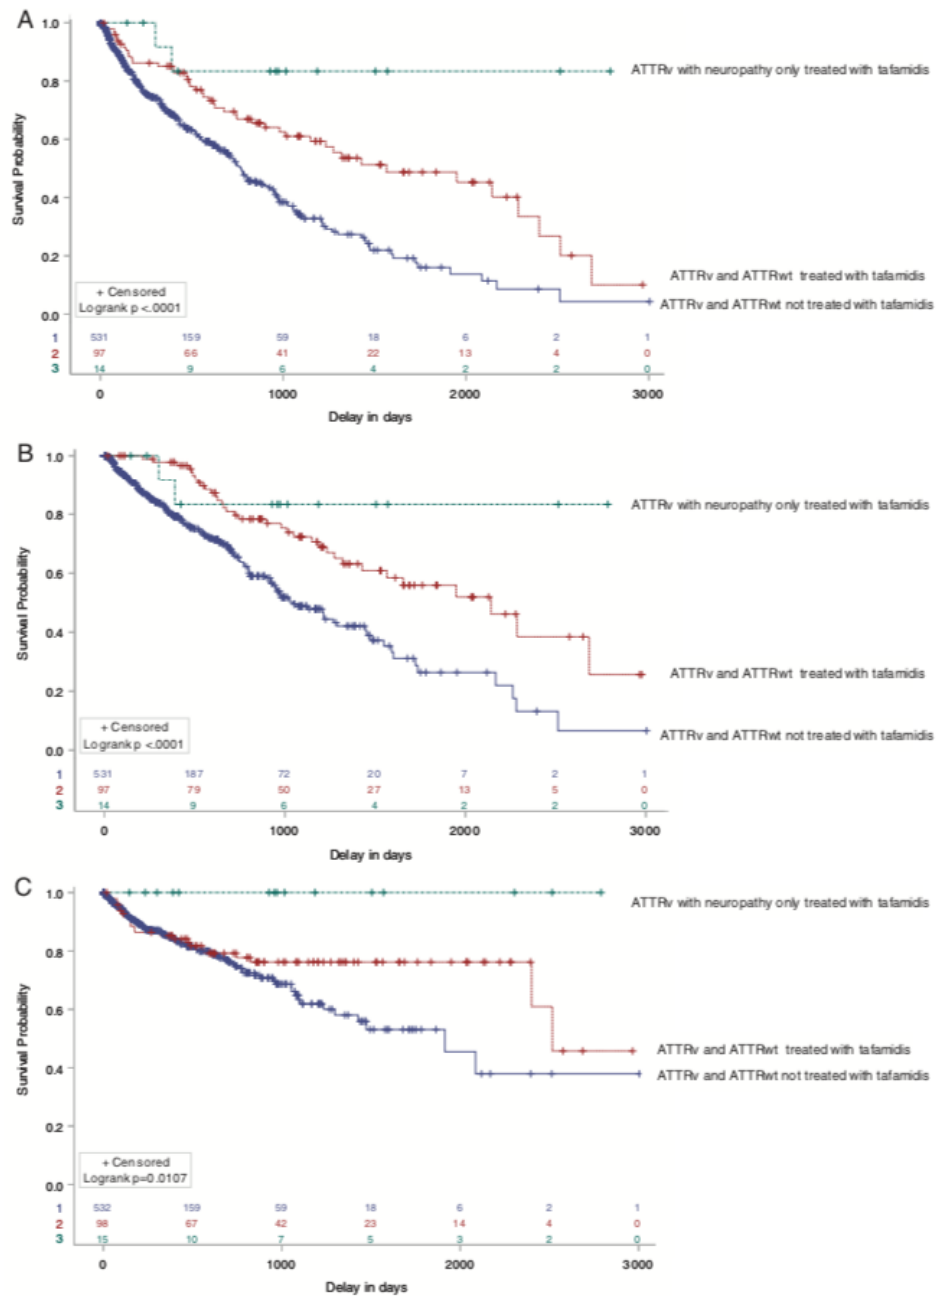 A
1.0
0.8
0.6
0.4
0.2
0.0
Survival Probability
ATTRv with neuropathy only treated with tafamidis
ATTRv and ATTRwt treated with tafamidis
ATTRv and ATTRwt not treated with tafamidis
+ Censored
Logrank p <.0001
1 531 159 59 18 6 2 1
2 97 66 41 22 13 4 0
3 14 9 6 4 2 2 0
0 1000 2000 3000
Delay in days
B
1.0
0.8
0.6
0.4
0.2
0.0
Survival Probability
ATTRv with neuropathy only treated with tafamidis
ATTRv and ATTRwt treated with tafamidis
ATTRv and ATTRwt not treated with tafamidis
+ Censored
Logrank p <.0001
1 531 187 72 20 7 2 1
2 97 79 50 27 13 5 0
3 14 9 6 4 2 2 0
0 1000 2000 3000
Delay in days
C
1.0
0.8
0.6
0.4
0.2
0.0
Survival Probability
ATTRv with neuropathy only treated with tafamidis
ATTRv and ATTRwt treated with tafamidis
ATTRv and ATTRwt not treated with tafamidis
+ Censored
Logrank p=0.0107
1 532 159 59 18 6 2 1
2 98 67 42 23 14 4 0
3 15 10 7 5 3 2 0
0 1000 2000 3000
Delay in days